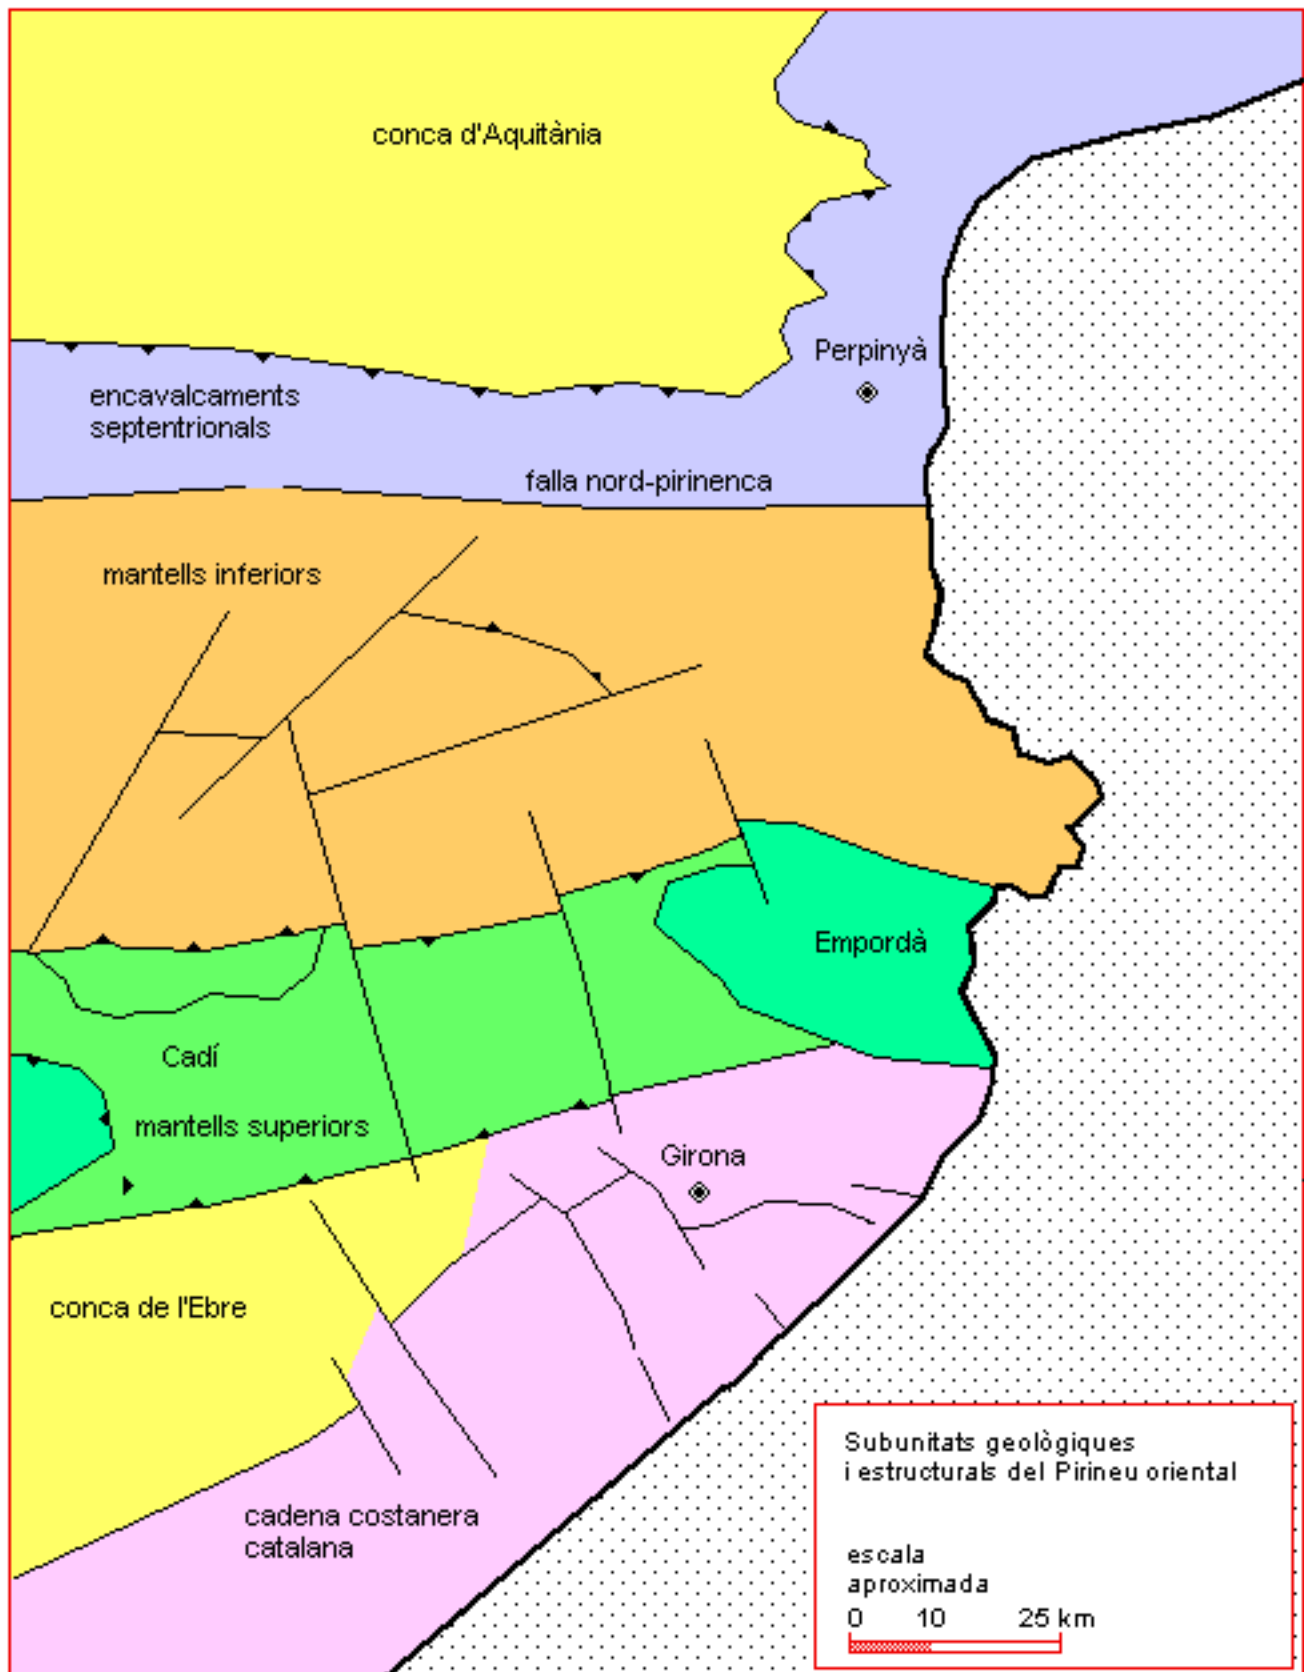 conca d'Aquitània
Perpinyà
encavalcaments
septentrionals
falla nord-pirinenca
mantells inferiors
Empordà
Cadí
mantells superiors
Girona
conca de l'Ebre
cadena costanera
catalana
Subunitats geològiques
i estructurals del Pirineu oriental
escala
aproximada
0 10 25 km